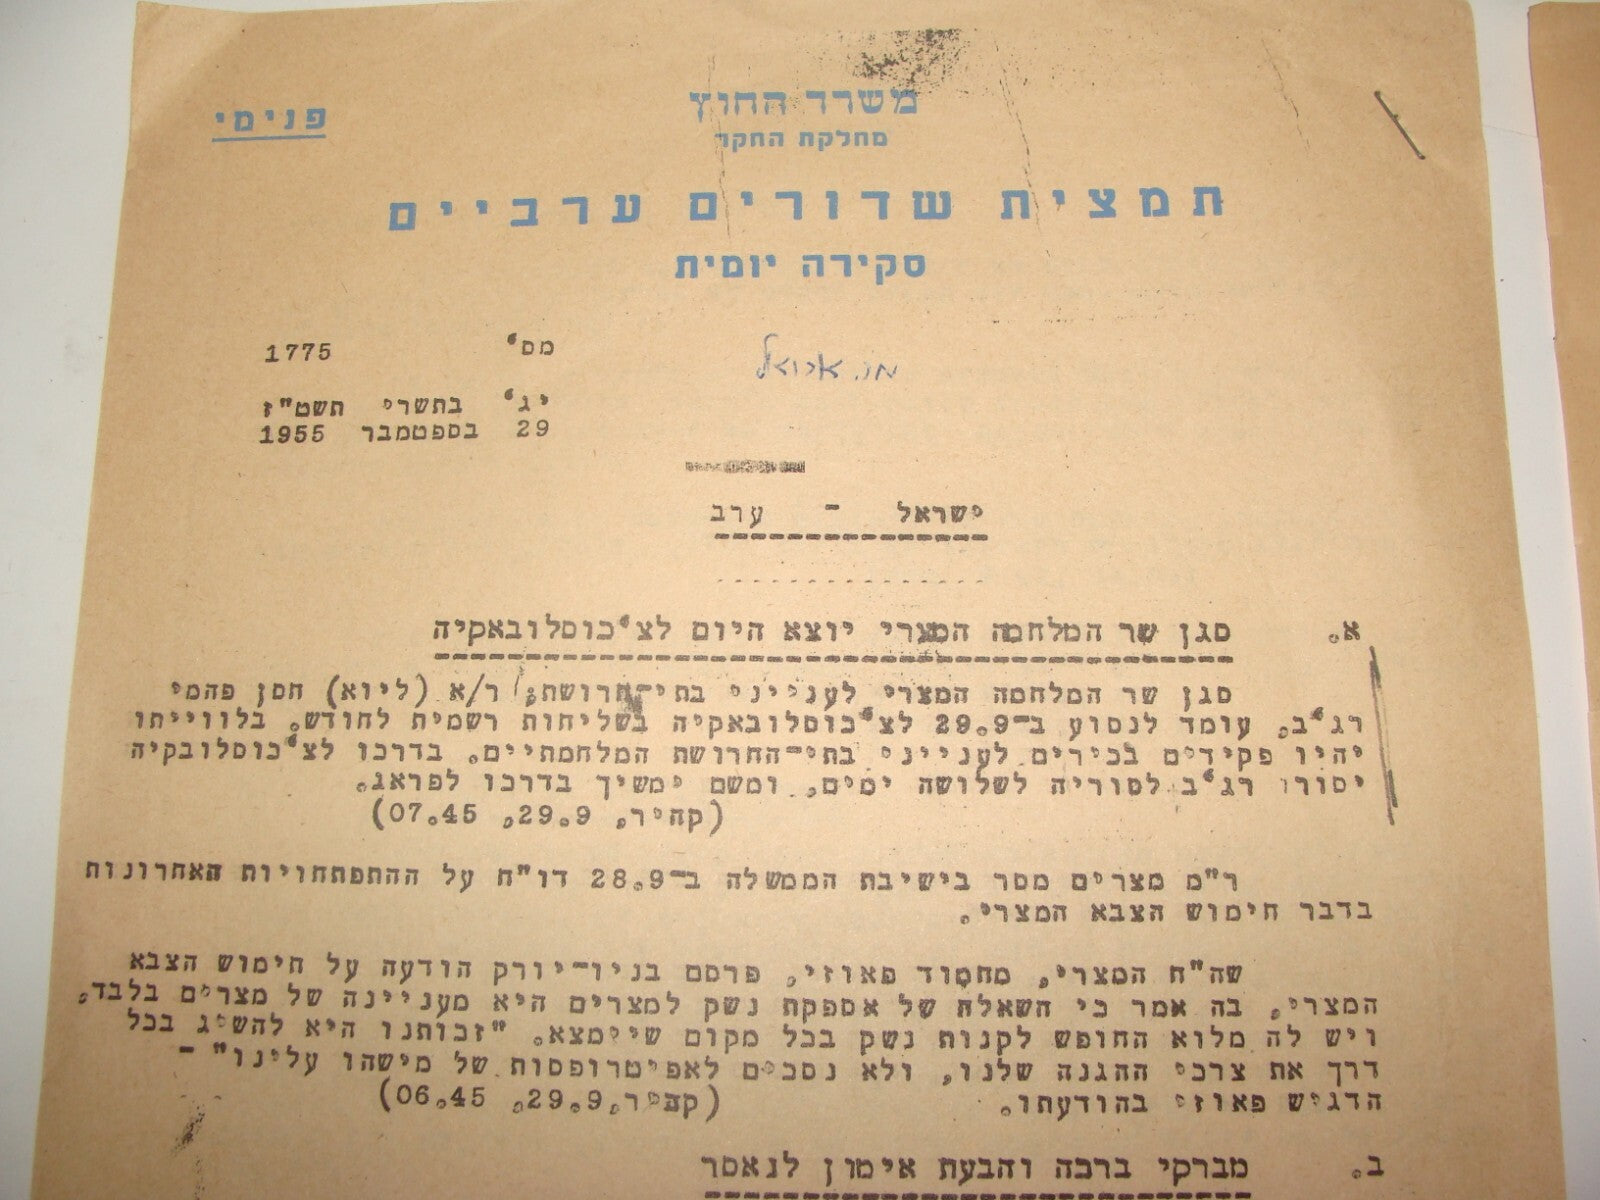 משרד החוץ
פנימי
מחלקת החקר
תמצית שדורים ערביים
סקירה יומית
מס' 1775
יג' בתשרי תשט"ז
29 בספטמבר 1955
ישראל - ערב
א. סגן שר המלחמה המצרי יוצא היום לצ'כוסלובאקיה
סגן שר המלחמה המצרי לענייני בתי-חרושת, ר/א (ליוא) חסן פהמי
רג'ב, עומד לנסוע ב-29.9 לצ'כוסלובאקיה בשליחות רשמית לחודש. בלווייתו
יהיו פקידים בכירים לענייני בתי-החרושת המלחמתיים. בדרכו לצ'כוסלובקיה
יסור רג'ב לסוריה לשלושה ימים, ומשם ימשיך בדרכו לפראג.
(קהיר, 29.9, 07.45)
ר"מ מצרים מסר בישיבת הממשלה ב-28.9 דו"ח על ההתפתחויות האחרונות
בדבר חימוש הצבא המצרי.
שה"ח המצרי, מחמוד פאוזי, פרסם בניו-יורק הודעה על חימוש הצבא
המצרי, בה אמר כי השאלה של אספקת נשק למצרים היא מעניינה של מצרים בלבד,
ויש לה מלוא החופש לקנות נשק בכל מקום שיימצא. "זכותנו היא להשיג בכל
דרך את צרכי ההגנה שלנו, ולא נסכים לאפיטרופסות של מישהו עלינו" -
הדגיש פאוזי בהודעתו. (קהיר, 29.9, 06.45)
ב. מברקי ברכה והבעת אימון לנאסר